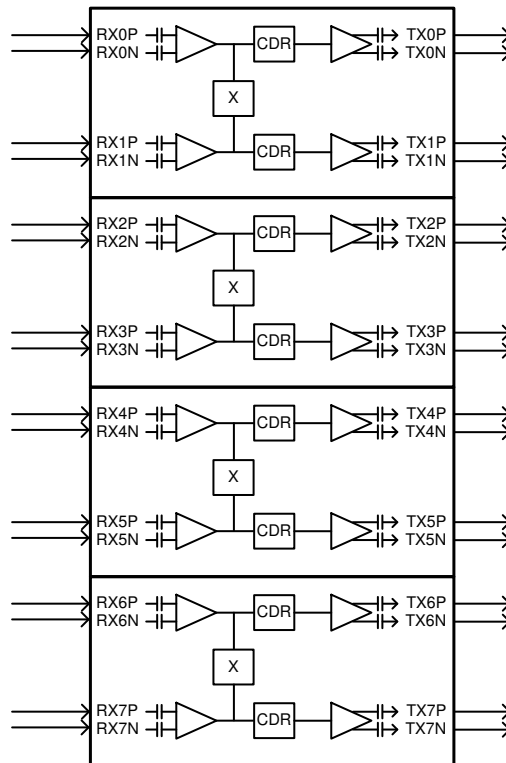 RX0P CDR TX0P
RX0N TX0N
X
RX1P CDR TX1P
RX1N TX1N
RX2P CDR TX2P
RX2N TX2N
X
RX3P CDR TX3P
RX3N TX3N
RX4P CDR TX4P
RX4N TX4N
X
RX5P CDR TX5P
RX5N TX5N
RX6P CDR TX6P
RX6N TX6N
X
RX7P CDR TX7P
RX7N TX7N